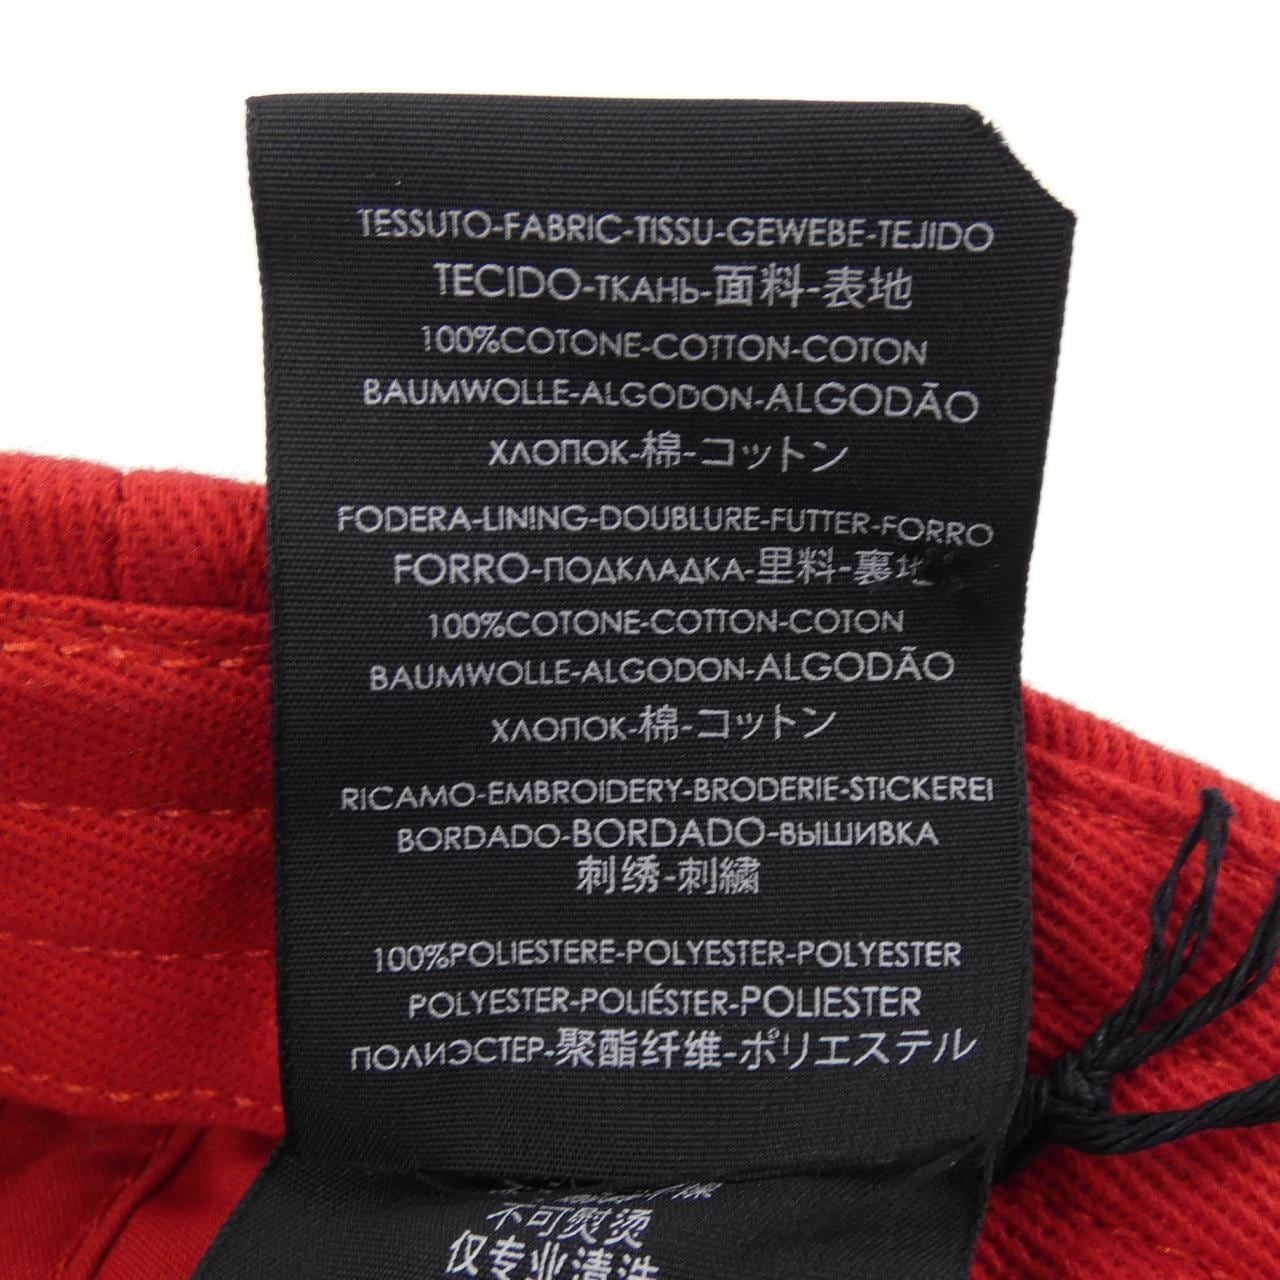 TESSUTO-FABRIC-TISSU-GEWEBE-TEJIDO
TECIDO-ТКАНЬ-面料-表地
100%COTONE-COTTON-COTON
BAUMWOLLE-ALGODON-ALGODÃO
ХЛОПОК-棉-コットン
FODERA-LINING-DOUBLURE-FUTTER-FORRO
FORRO-ПОДКЛАДКА-里料-裏地
100%COTONE-COTTON-COTON
BAUMWOLLE-ALGODON-ALGODÃO
ХЛОПОК-棉-コットン
RICAMO-EMBROIDERY-BRODERIE-STICKEREI
BORDADO-BORDADO-ВЫШИВКА
刺绣-刺繍
100%POLIESTERE-POLYESTER-POLYESTER
POLYESTER-POLIÉSTER-POLIESTER
ПОЛИЭСТЕР-聚酯纤维-ポリエステル
不可熨烫
仅专业清洗